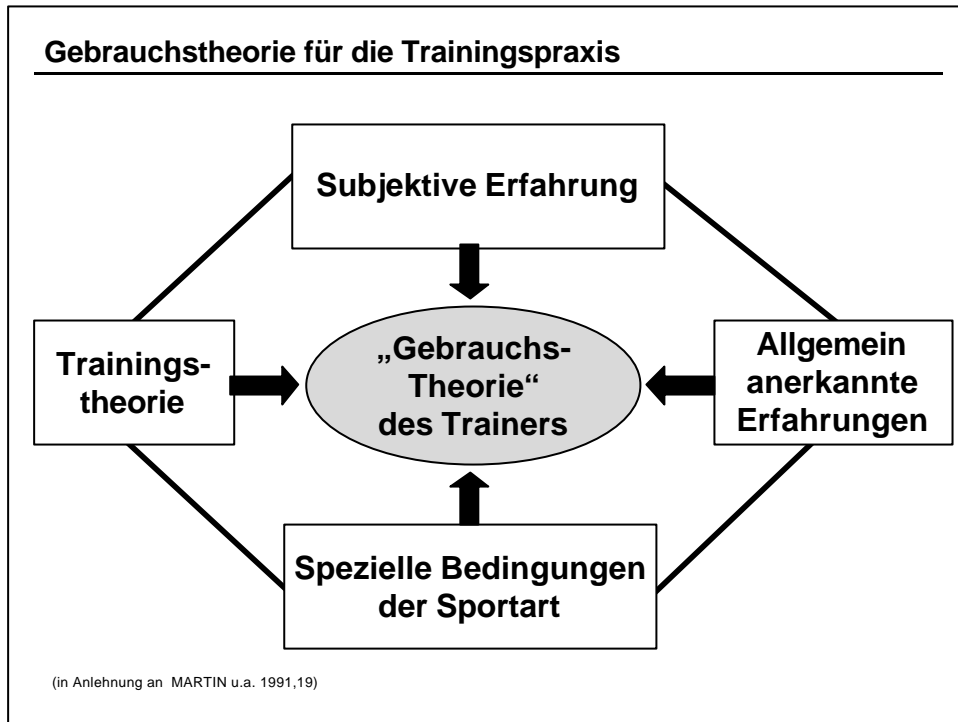 Gebrauchstheorie für die Trainingspraxis
Subjektive Erfahrung
Trainings-
theorie
„Gebrauchs-
Theorie“
des Trainers
Allgemein
anerkannte
Erfahrungen
Spezielle Bedingungen
der Sportart
(in Anlehnung an MARTIN u.a. 1991,19)